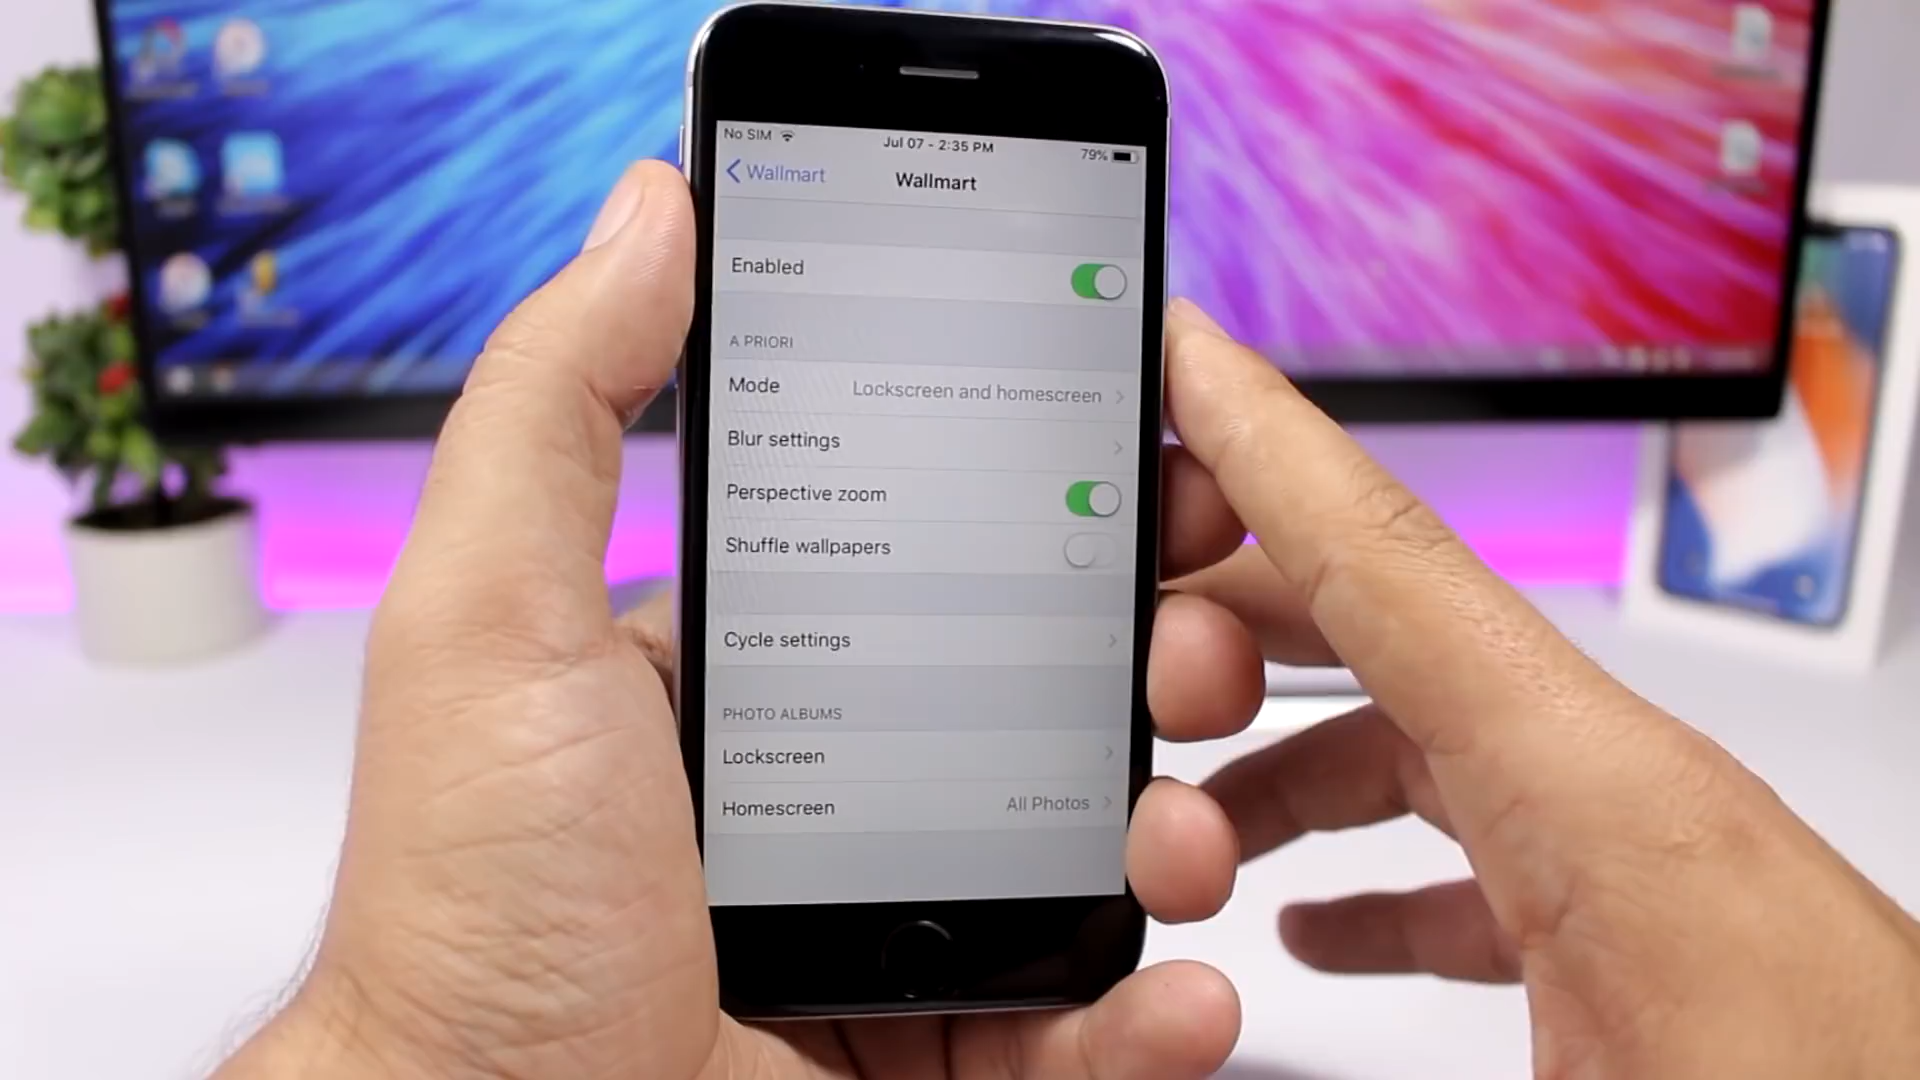 No SIM
Jul 07 - 2:35 PM
79%
Wallmart
Wallmart
Enabled
A PRIORI
Mode Lockscreen and homescreen
Blur settings
Perspective zoom
Shuffle wallpapers
Cycle settings
PHOTO ALBUMS
Lockscreen
Homescreen All Photos